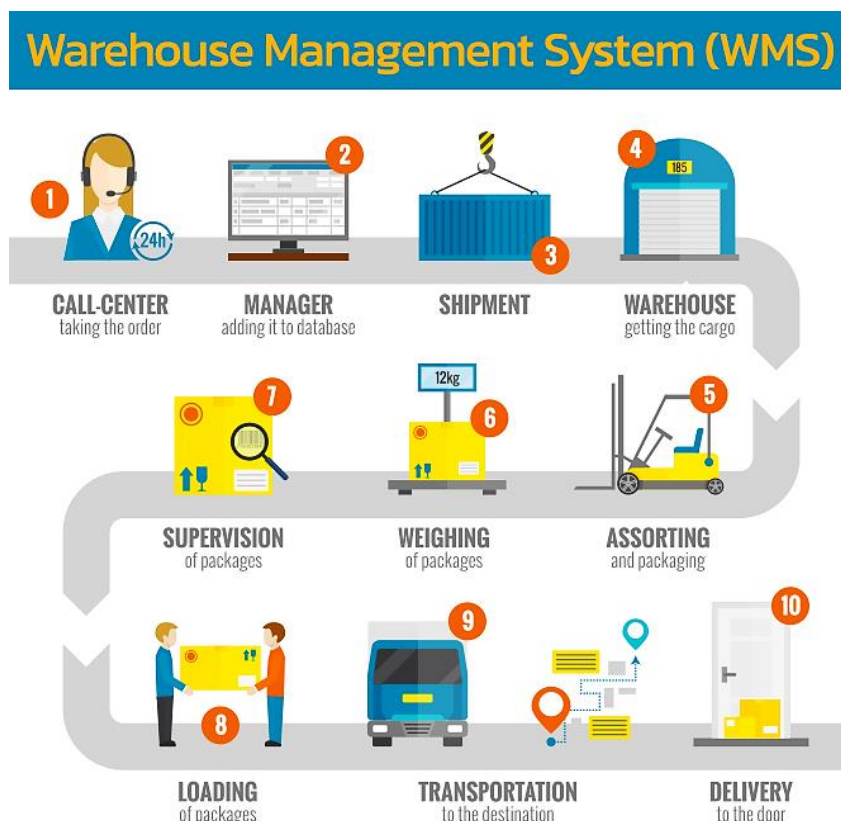 Warehouse Management System (WMS)
1
24h
2
3
4
185
CALL-CENTER
taking the order
MANAGER
adding it to database
SHIPMENT
WAREHOUSE
getting the cargo
7
12kg
6
5
SUPERVISION
of packages
WEIGHING
of packages
ASSORTING
and packaging
8
9
10
LOADING
of packages
TRANSPORTATION
to the destination
DELIVERY
to the door